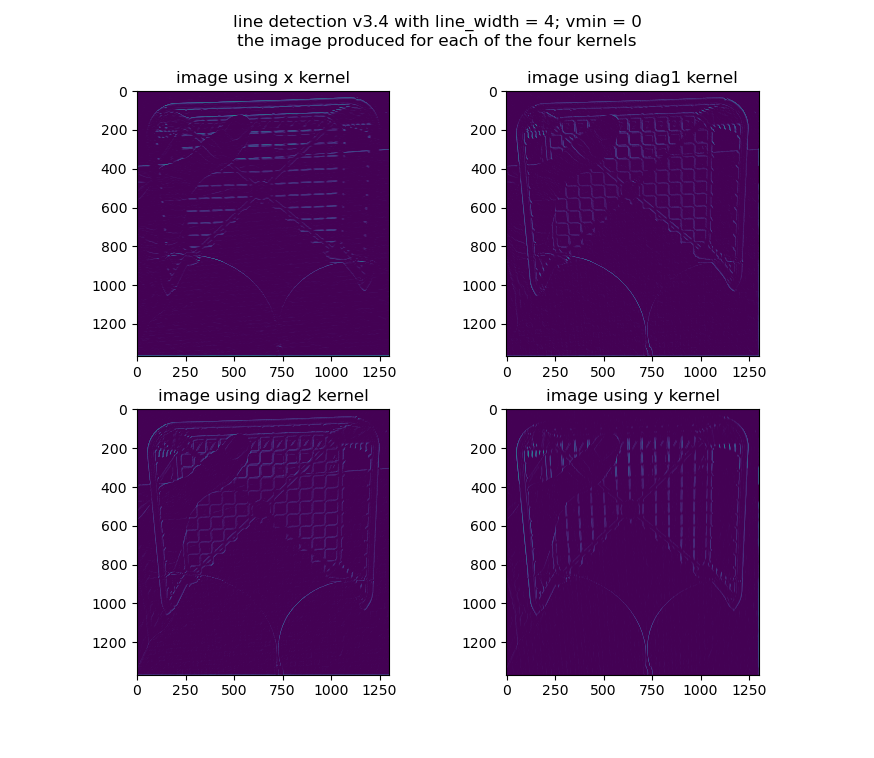 line detection v3.4 with line_width = 4; vmin = 0
the image produced for each of the four kernels
image using x kernel
0
200
400
600
800
1000
1200
0 250 500 750 1000 1250
image using diag1 kernel
0
200
400
600
800
1000
1200
0 250 500 750 1000 1250
image using diag2 kernel
0
200
400
600
800
1000
1200
0 250 500 750 1000 1250
image using y kernel
0
200
400
600
800
1000
1200
0 250 500 750 1000 1250